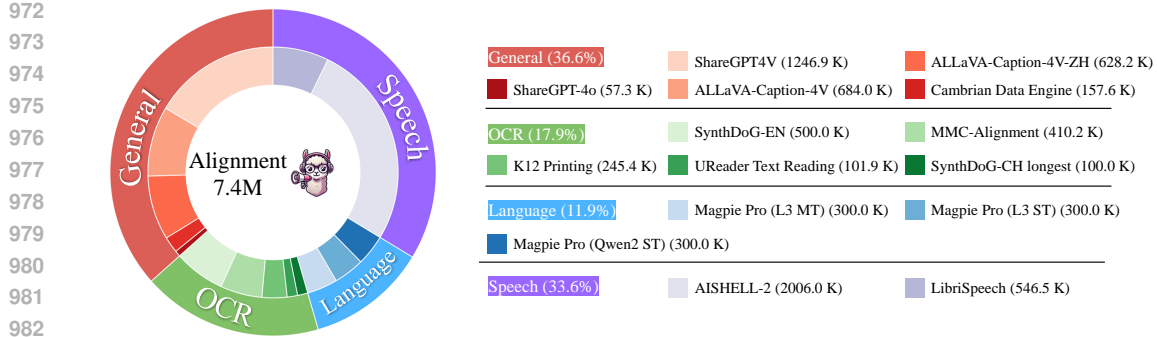 972
973
974
975
976
977
978
979
980
981
982
General
Speech
OCR
Language
Alignment
7.4M
General (36.6%) ShareGPT4V (1246.9 K) ALLaVA-Caption-4V-ZH (628.2 K)
ShareGPT-4o (57.3 K) ALLaVA-Caption-4V (684.0 K) Cambrian Data Engine (157.6 K)
OCR (17.9%) SynthDoG-EN (500.0 K) MMC-Alignment (410.2 K)
K12 Printing (245.4 K) UReader Text Reading (101.9 K) SynthDoG-CH longest (100.0 K)
Language (11.9%) Magpie Pro (L3 MT) (300.0 K) Magpie Pro (L3 ST) (300.0 K)
Magpie Pro (Qwen2 ST) (300.0 K)
Speech (33.6%) AISHELL-2 (2006.0 K) LibriSpeech (546.5 K)